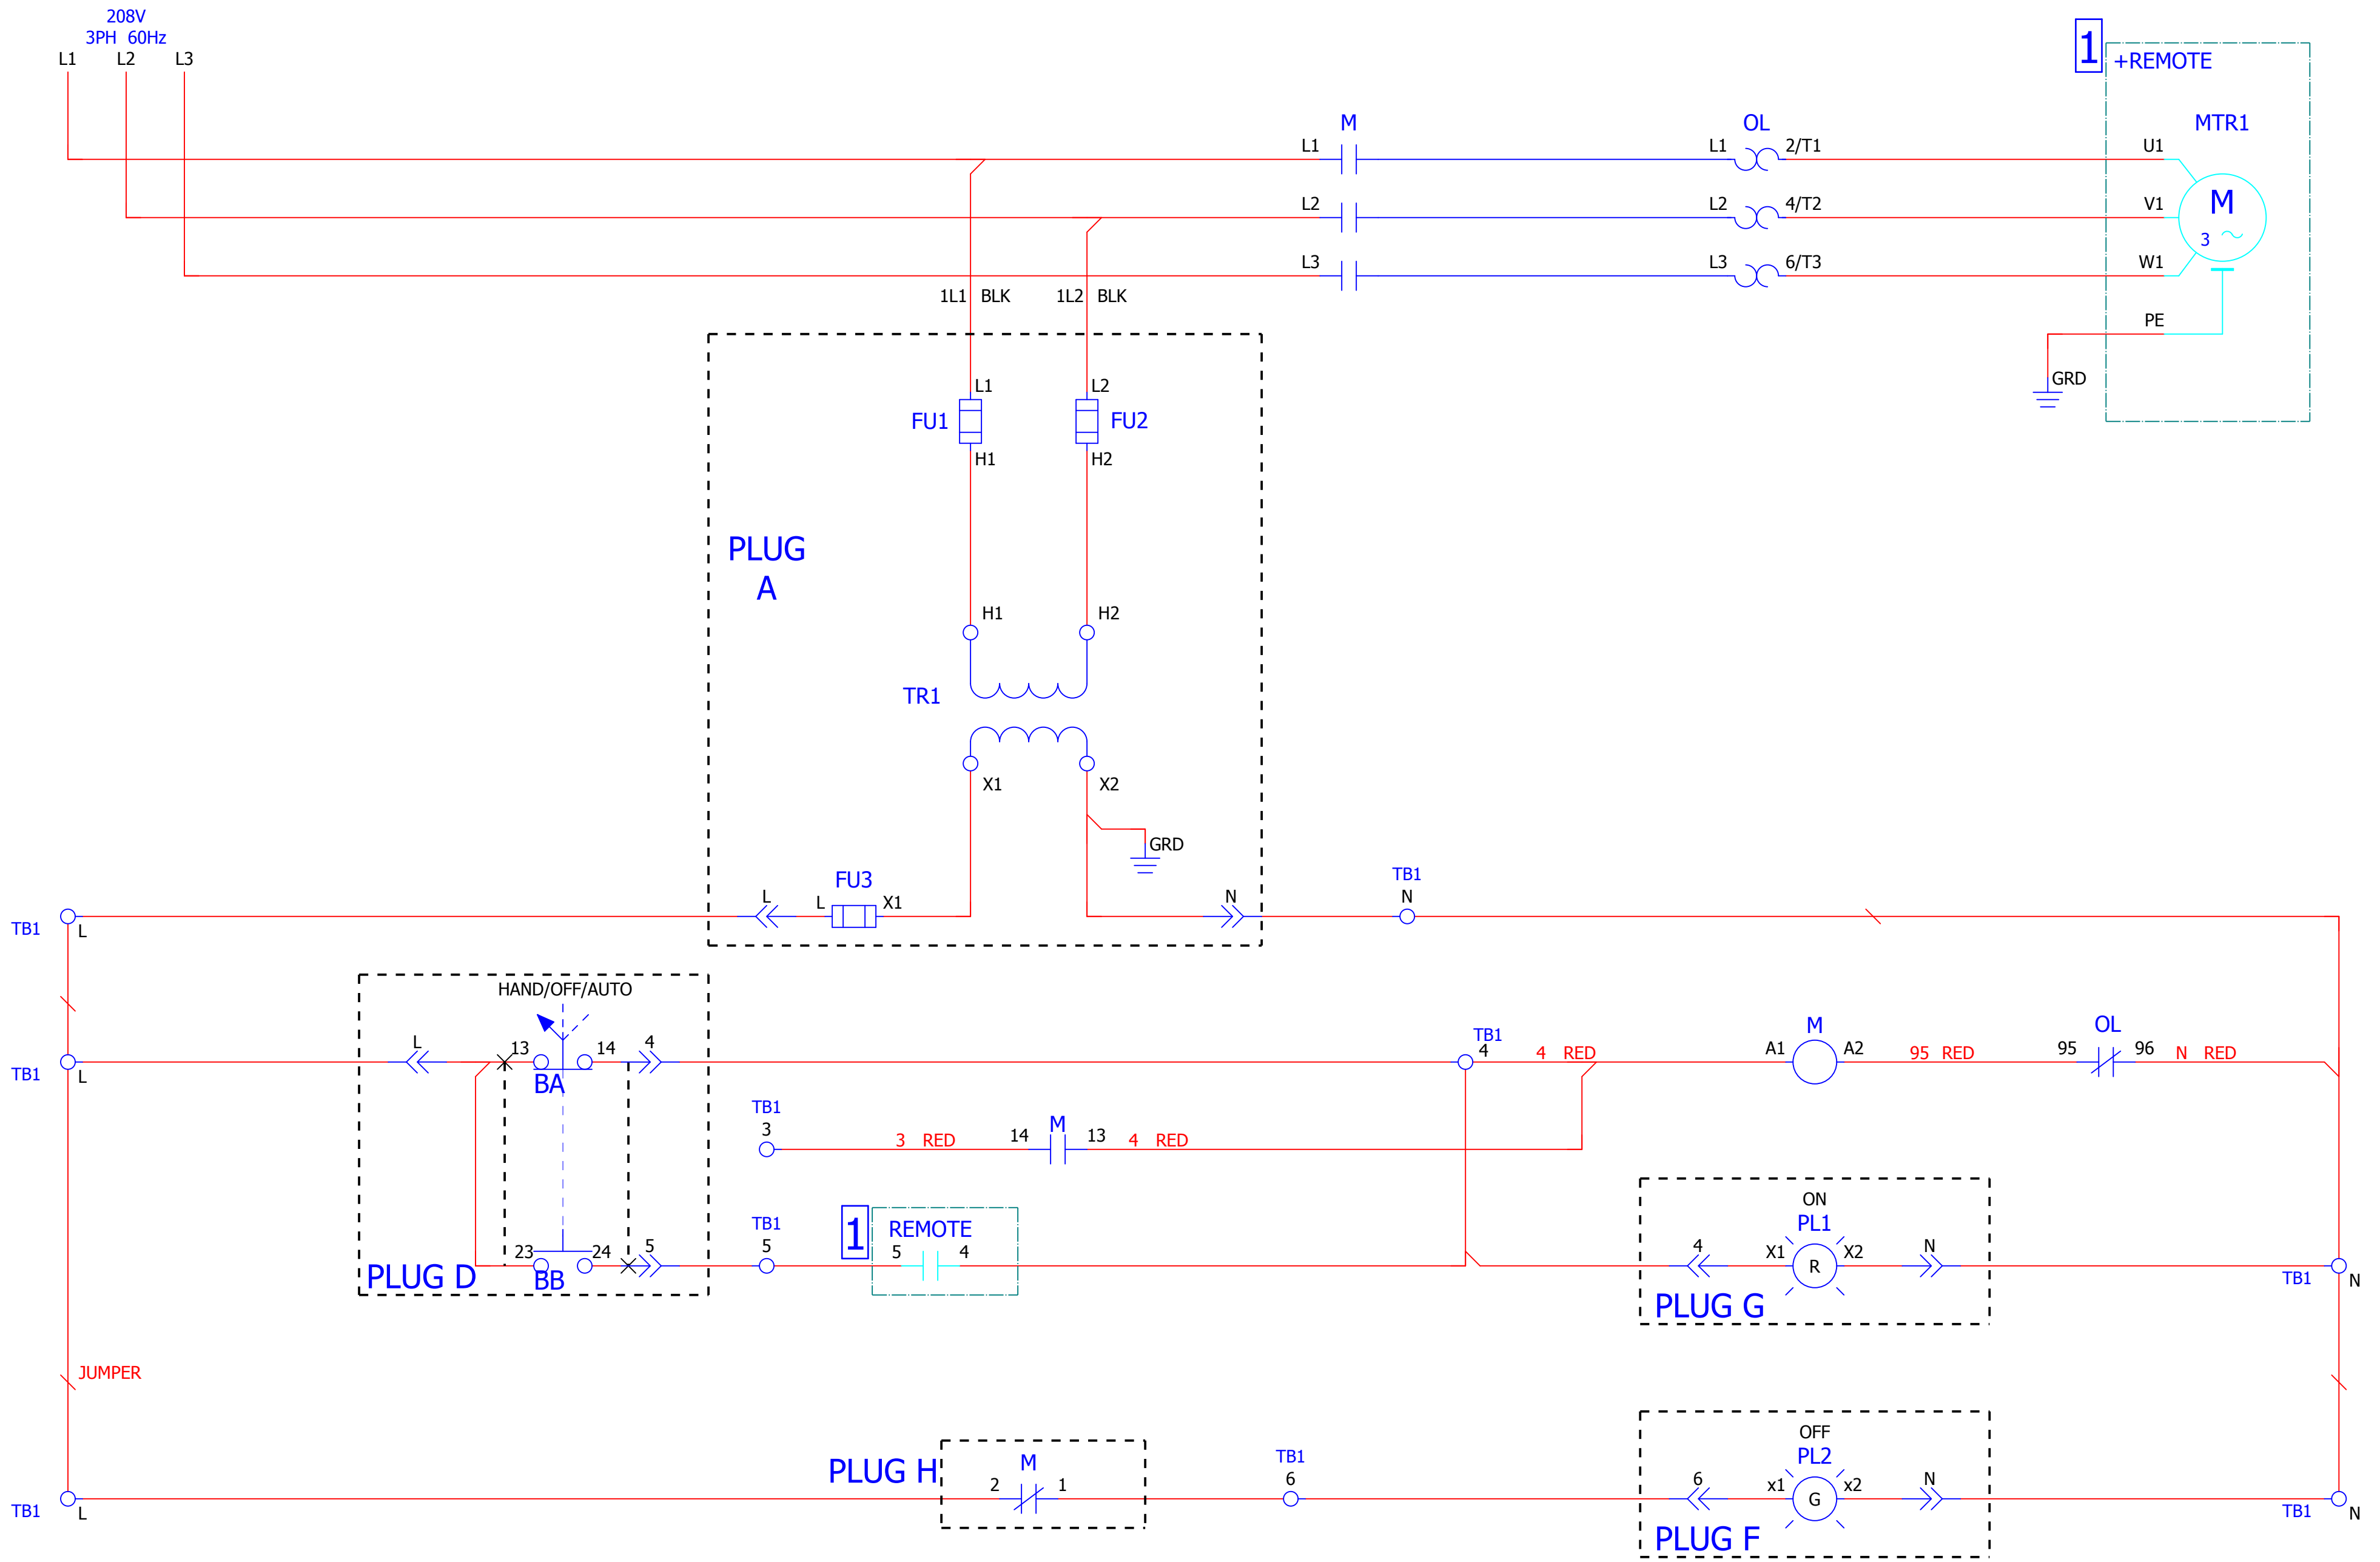 208V
3PH 60Hz
L1 L2 L3
1
+REMOTE
M OL MTR1
L1 L1 2/T1 U1
M
L2 L2 4/T2 V1
3
L3 L3 6/T3 W1
1L1 BLK 1L2 BLK
PE
GRD
L1 L2
FU1 FU2
H1 H2
PLUG
A
H1 H2
TR1
X1 X2
GRD
FU3 TB1
L L X1 N N
TB1 L
HAND/OFF/AUTO
L 13 14 4
BA
TB1
4
4 RED
M
A1 A2
95 RED
OL
95 96
N RED
TB1 L
TB1
3
3 RED
M
14 13
4 RED
TB1
5
1
REMOTE
5 4
23 24 5
BB
PLUG D
ON
PL1
4 X1 R X2 N
PLUG G
TB1 N
JUMPER
OFF
PL2
PLUG H
M
2 1
TB1
6
6 x1 G x2 N
PLUG F
TB1 L
TB1 N